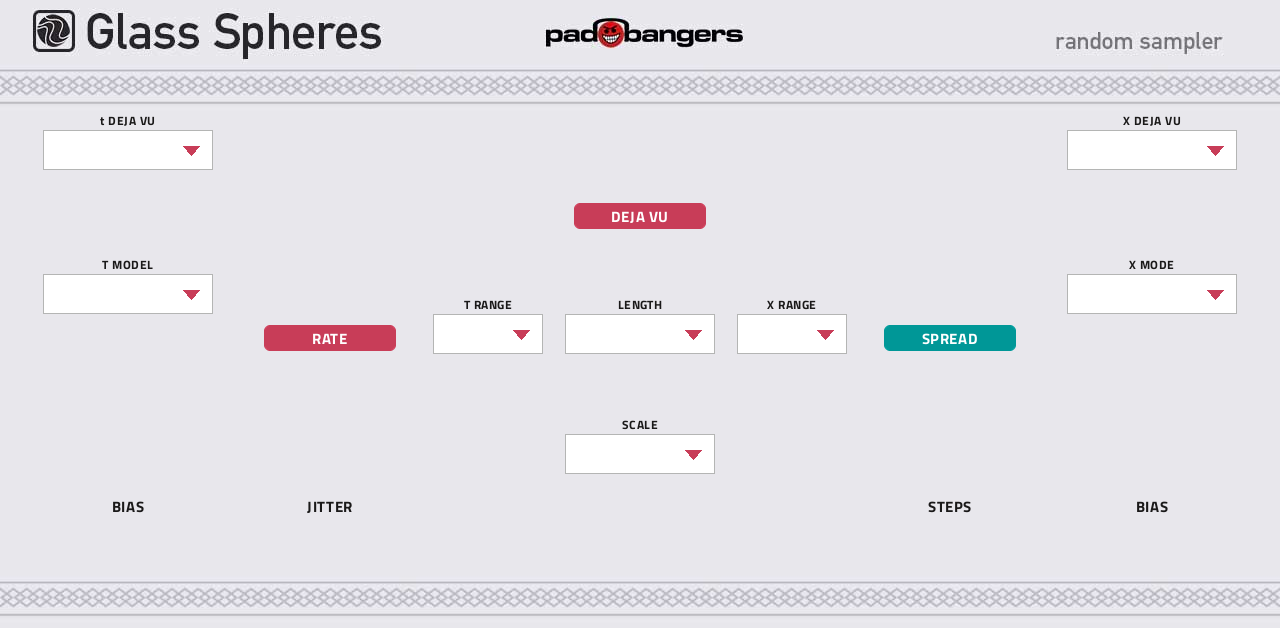 Glass Spheres
padbangers
random sampler
t DEJA VU
X DEJA VU
DEJA VU
T MODEL
X MODE
T RANGE
LENGTH
X RANGE
RATE
SPREAD
SCALE
BIAS
JITTER
STEPS
BIAS